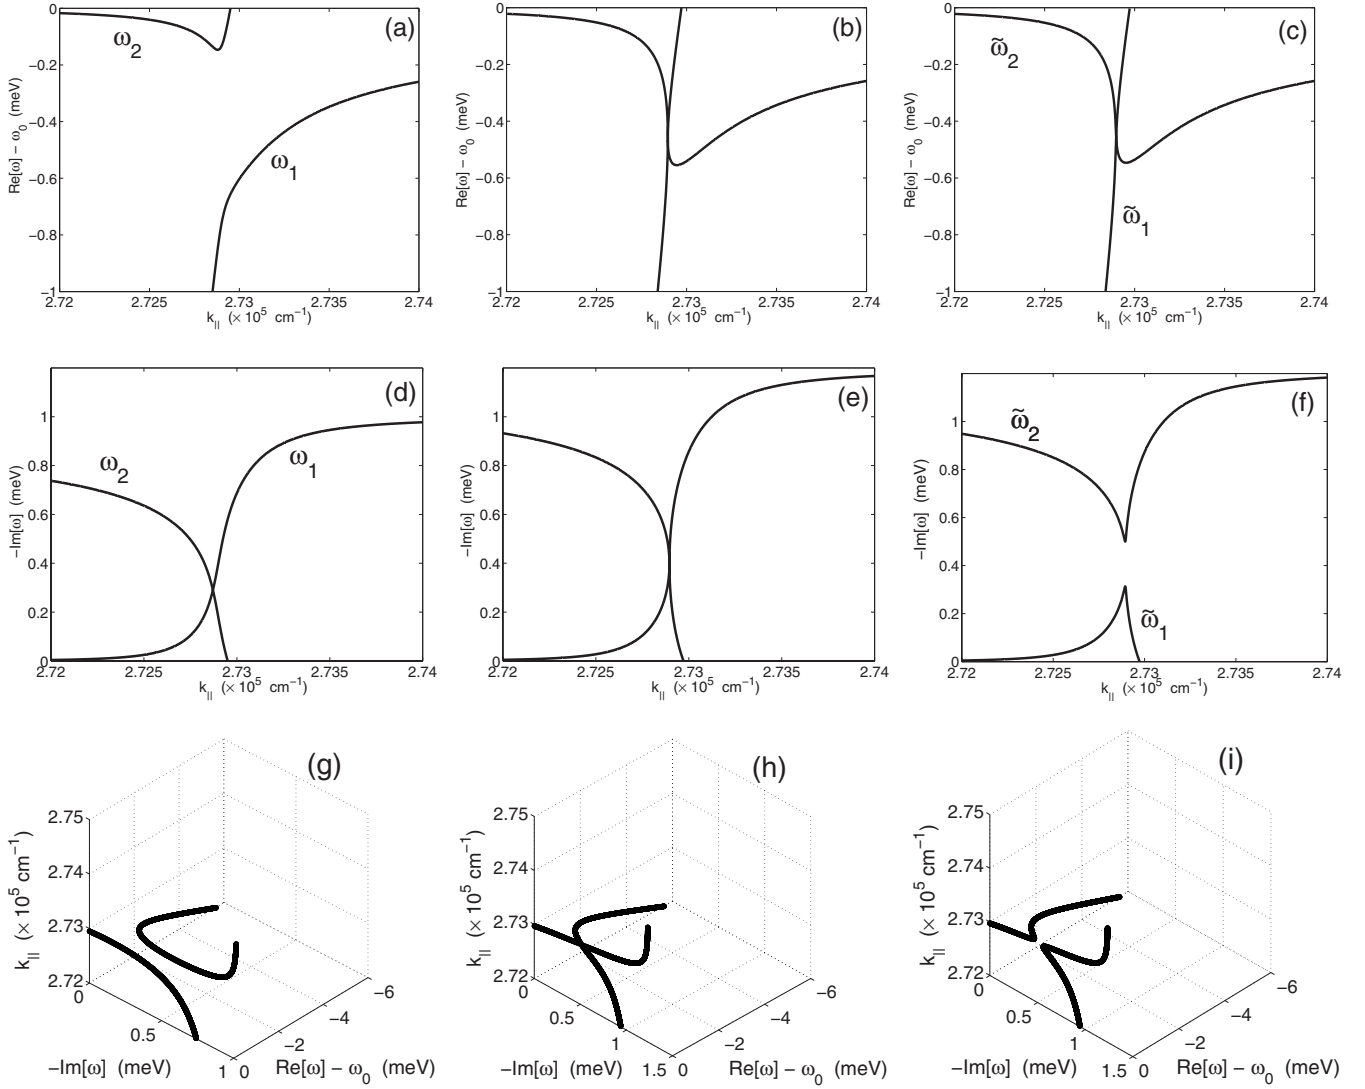 (a)
0
−0.2
−0.4
−0.6
−0.8
−1
Re[ω] − ω0 (meV)
ω2
ω1
2.72 2.725 2.73 2.735 2.74
k|| (× 10^5 cm−1)
(b)
0
−0.2
−0.4
−0.6
−0.8
−1
Re[ω] − ω0 (meV)
2.72 2.725 2.73 2.735 2.74
k|| (× 10^5 cm−1)
(c)
0
−0.2
−0.4
−0.6
−0.8
−1
Re[ω] − ω0 (meV)
ω̃2
ω̃1
2.72 2.725 2.73 2.735 2.74
k|| (× 10^5 cm−1)
(d)
1
0.8
0.6
0.4
0.2
0
−Im[ω] (meV)
ω2
ω1
2.72 2.725 2.73 2.735 2.74
k|| (× 10^5 cm−1)
(e)
1
0.8
0.6
0.4
0.2
0
−Im[ω] (meV)
2.72 2.725 2.73 2.735 2.74
k|| (× 10^5 cm−1)
(f)
1
0.8
0.6
0.4
0.2
0
−Im[ω] (meV)
ω̃2
ω̃1
2.72 2.725 2.73 2.735 2.74
k|| (× 10^5 cm−1)
(g)
2.75
2.74
2.73
2.72
k|| (× 10^5 cm−1)
0
0.5
1
0
−2
−4
−6
−Im[ω] (meV)
Re[ω] − ω0 (meV)
(h)
2.75
2.74
2.73
2.72
k|| (× 10^5 cm−1)
0
0.5
1
1.5
0
−2
−4
−6
−Im[ω] (meV)
Re[ω] − ω0 (meV)
(i)
2.75
2.74
2.73
2.72
k|| (× 10^5 cm−1)
0
0.5
1
1.5
0
−2
−4
−6
−Im[ω] (meV)
Re[ω] − ω0 (meV)